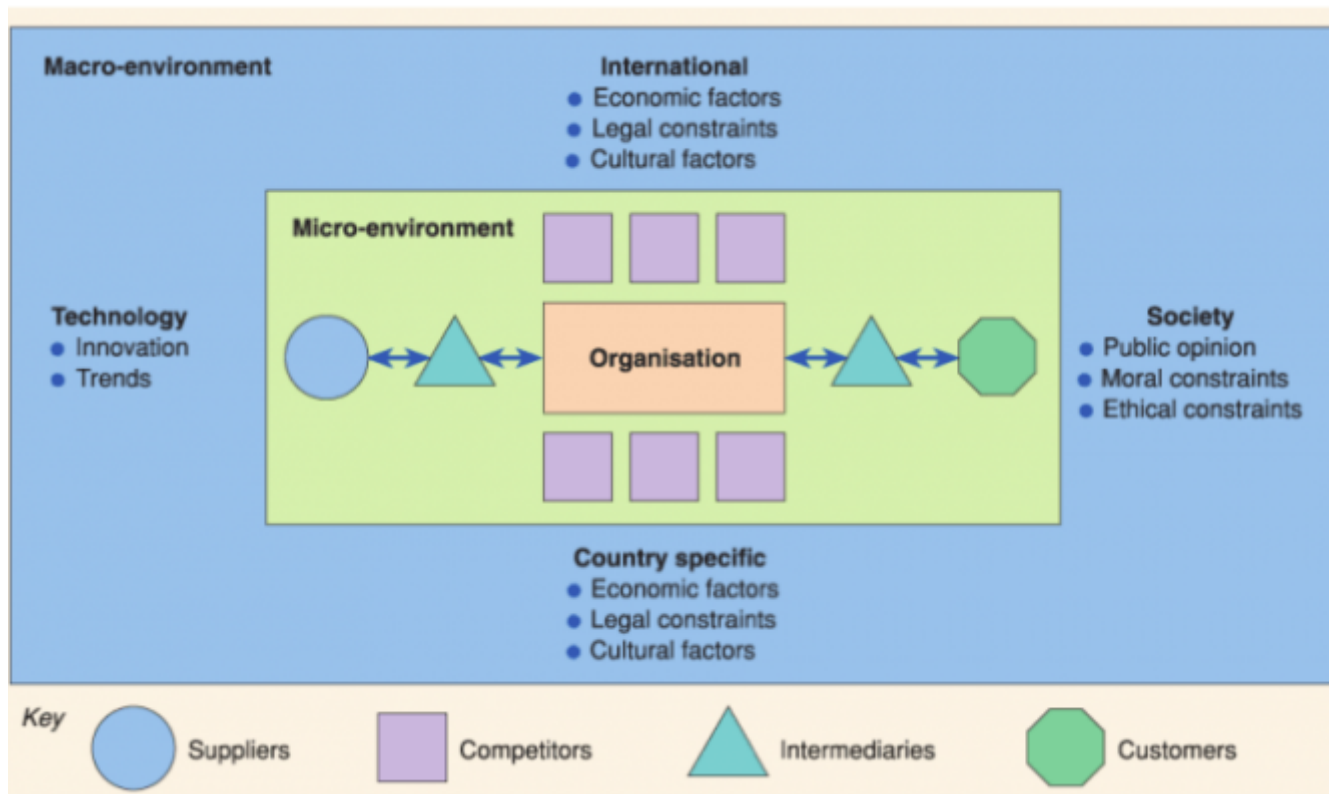 Macro-environment
International
Economic factors
Legal constraints
Cultural factors
Micro-environment
Technology
Innovation
Trends
Organisation
Society
Public opinion
Moral constraints
Ethical constraints
Country specific
Economic factors
Legal constraints
Cultural factors
Key
Suppliers
Competitors
Intermediaries
Customers